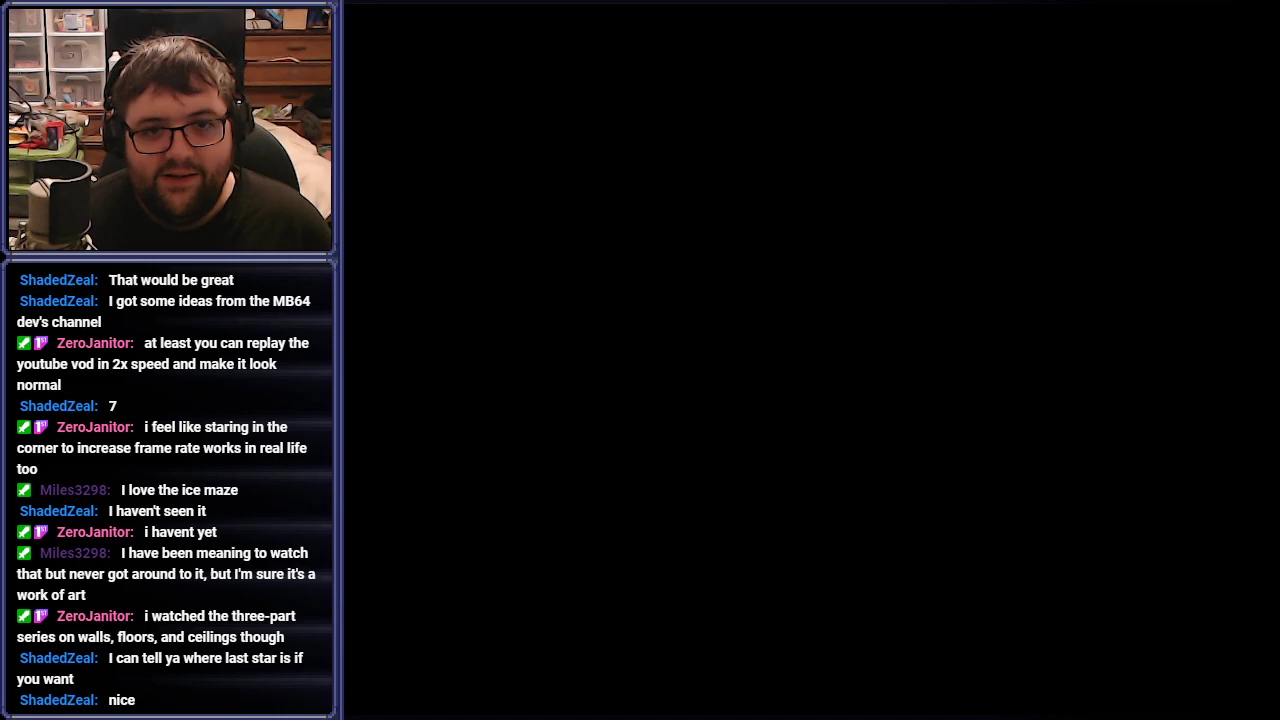 ShadedZeal: That would be great
ShadedZeal: I got some ideas from the MB64
dev's channel
1ST ZeroJanitor: at least you can replay the
youtube vod in 2x speed and make it look
normal
ShadedZeal: 7
1ST ZeroJanitor: i feel like staring in the
corner to increase frame rate works in real life
too
Miles3298: I love the ice maze
ShadedZeal: I haven't seen it
1ST ZeroJanitor: i havent yet
Miles3298: I have been meaning to watch
that but never got around to it, but I'm sure it's a
work of art
1ST ZeroJanitor: i watched the three-part
series on walls, floors, and ceilings though
ShadedZeal: I can tell ya where last star is if
you want
ShadedZeal: nice